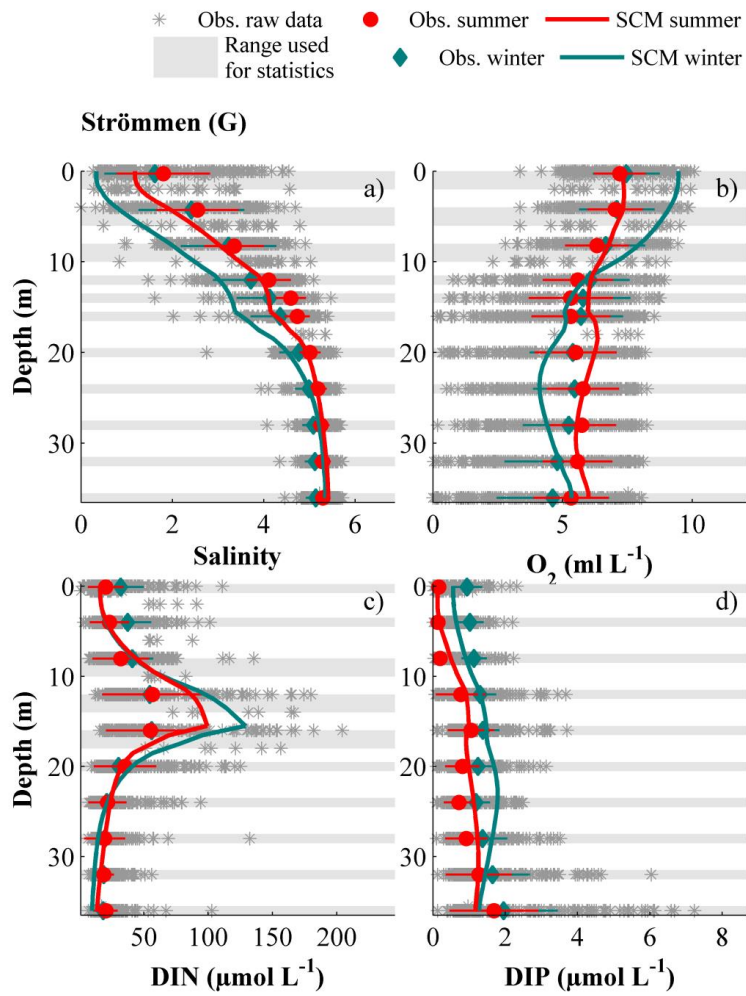 Obs. raw data Obs. summer SCM summer
Range used for statistics Obs. winter SCM winter
Strömmen (G)
a)
b)
0
10
20
30
Depth (m)
0 2 4 6
Salinity
0 5 10
O₂ (ml L⁻¹)
c)
d)
0
10
20
30
Depth (m)
50 100 150 200
DIN (µmol L⁻¹)
0 2 4 6 8
DIP (µmol L⁻¹)